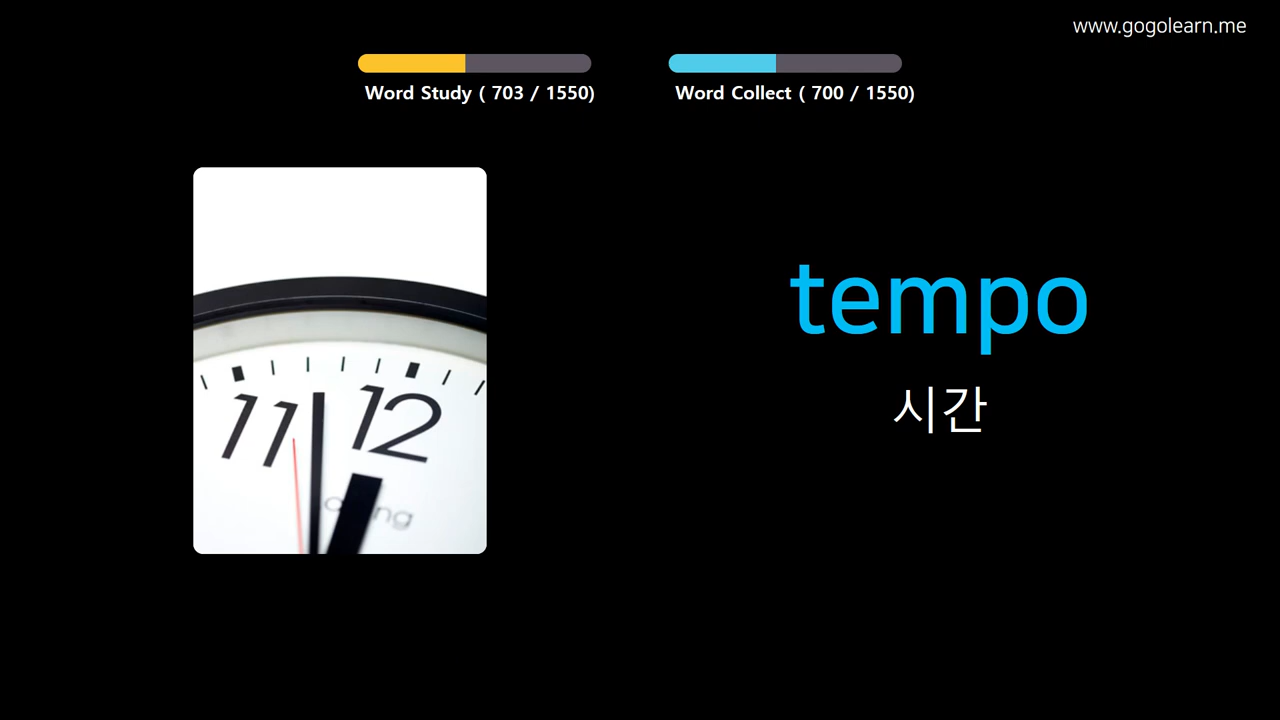 www.gogolearn.me
Word Study ( 703 / 1550)
Word Collect ( 700 / 1550)
11
12
tempo
시간